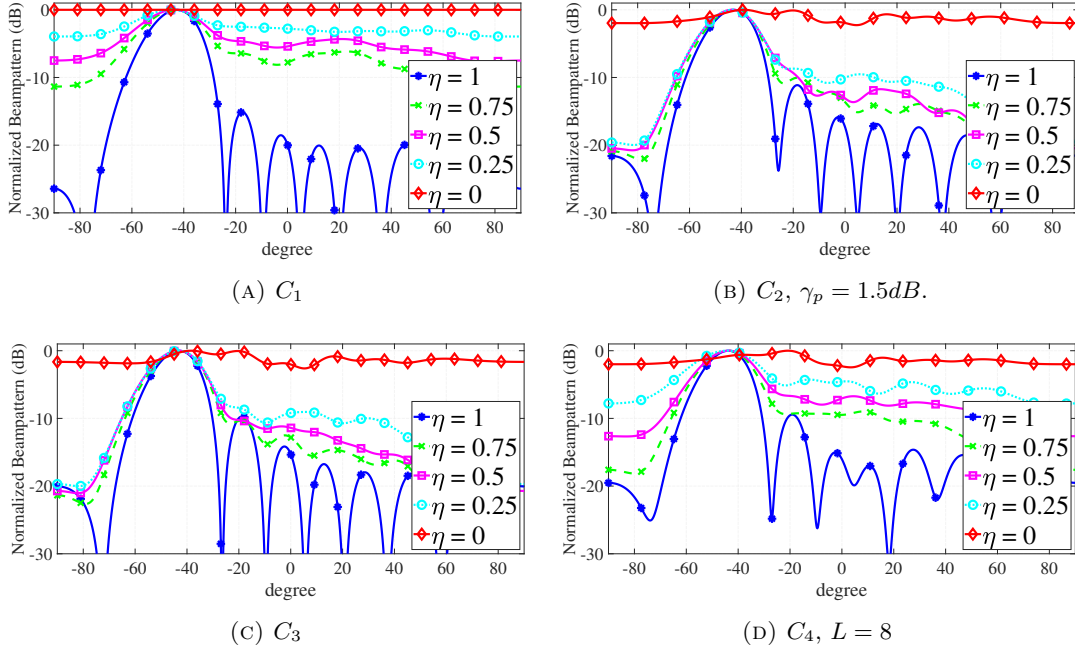 Normalized Beampattern (dB)
0
-10
-20
-30
-80 -60 -40 -20 0 20 40 60 80
degree
η = 1
η = 0.75
η = 0.5
η = 0.25
η = 0
(A) C₁
Normalized Beampattern (dB)
0
-10
-20
-30
-80 -60 -40 -20 0 20 40 60 80
degree
η = 1
η = 0.75
η = 0.5
η = 0.25
η = 0
(B) C₂, γₚ = 1.5dB.
Normalized Beampattern (dB)
0
-10
-20
-30
-80 -60 -40 -20 0 20 40 60 80
degree
η = 1
η = 0.75
η = 0.5
η = 0.25
η = 0
(C) C₃
Normalized Beampattern (dB)
0
-10
-20
-30
-80 -60 -40 -20 0 20 40 60 80
degree
η = 1
η = 0.75
η = 0.5
η = 0.25
η = 0
(D) C₄, L = 8